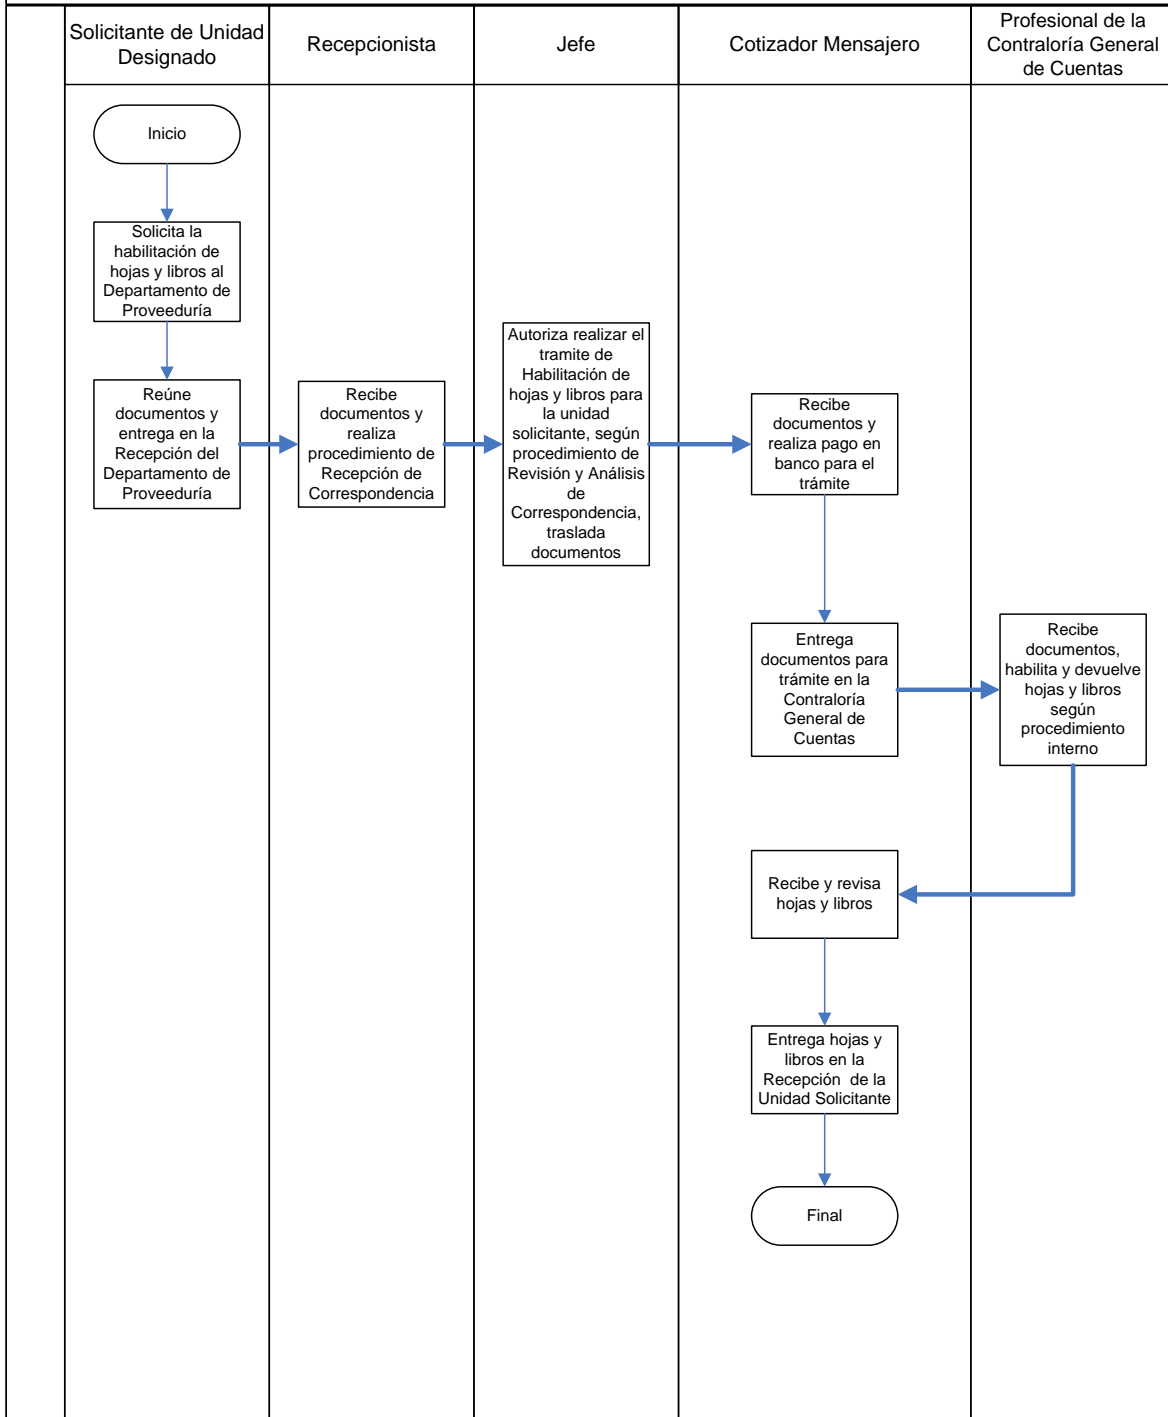 Solicitante de Unidad
Designado
Recepcionista
Jefe
Cotizador Mensajero
Profesional de la
Contraloría General
de Cuentas
Inicio
Solicita la
habilitación de
hojas y libros al
Departamento de
Proveeduría
Reúne
documentos y
entrega en la
Recepción del
Departamento de
Proveeduría
Recibe
documentos y
realiza
procedimiento de
Recepción de
Correspondencia
Autoriza realizar el
tramite de
Habilitación de
hojas y libros para
la unidad
solicitante, según
procedimiento de
Revisión y Análisis
de
Correspondencia,
traslada
documentos
Recibe
documentos y
realiza pago en
banco para el
trámite
Entrega
documentos para
trámite en la
Contraloría
General de
Cuentas
Recibe
documentos,
habilita y devuelve
hojas y libros
según
procedimiento
interno
Recibe y revisa
hojas y libros
Entrega hojas y
libros en la
Recepción de la
Unidad Solicitante
Final